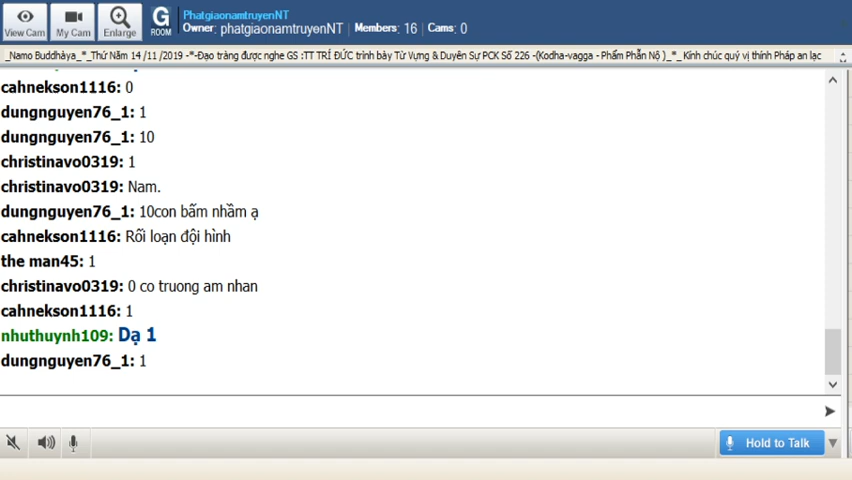 PhatgiaonamtruyenNT
Owner: phatgiaonamtruyenNT Members: 16 Cams: 0
View Cam My Cam Enlarge G ROOM
_Namo Buddhàya_*_Thứ Năm 14 /11 /2019 -*-Đạo tràng được nghe GS :TT TRÍ ĐỨC trình bày Từ Vựng & Duyên Sự PCK Số 226 -(Kodha-vagga - Phẩm Phẫn Nộ )_*_ Kính chúc quý vị thính Pháp an lạc
cahnekson1116: 0
dungnguyen76_1: 1
dungnguyen76_1: 10
christinavo0319: 1
christinavo0319: Nam.
dungnguyen76_1: 10con bấm nhầm ạ
cahnekson1116: Rối loạn đội hình
the man45: 1
christinavo0319: 0 co truong am nhan
cahnekson1116: 1
nhuthuynh109: Dạ 1
dungnguyen76_1: 1
Hold to Talk